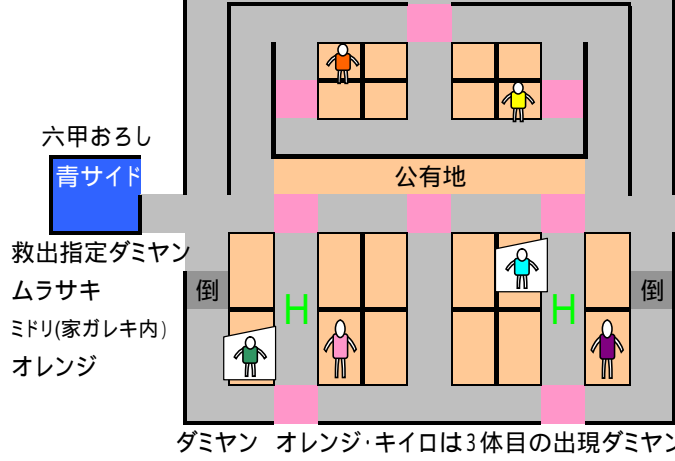 六甲おろし
青サイド
公有地
救出指定ダミヤン
ムラサキ
ミドリ(家ガレキ内)
オレンジ
倒
H
H
倒
ダミヤン オレンジ・キイロは3体目の出現ダミヤン